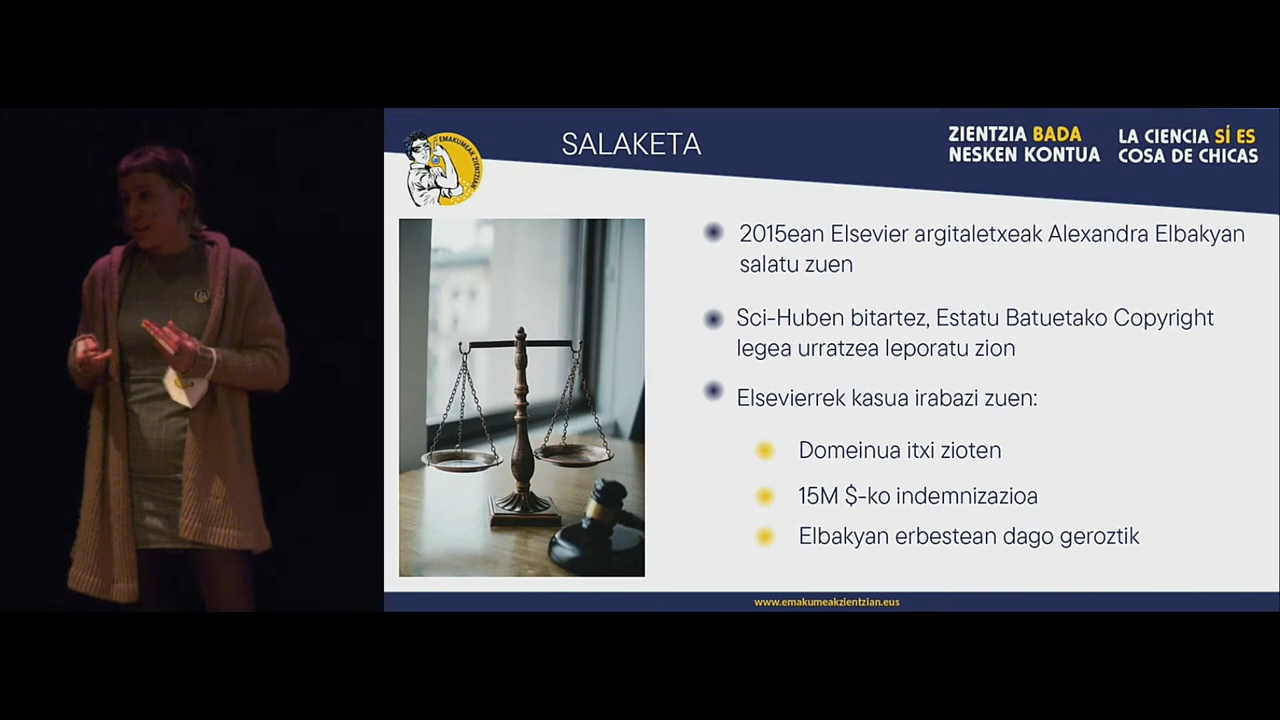 EMAKUMEAK ZIENTZIAN
SALAKETA
ZIENTZIA BADA
NESKEN KONTUA
LA CIENCIA SÍ ES
COSA DE CHICAS
2015ean Elsevier argitaletxeak Alexandra Elbakyan
salatu zuen
Sci-Huben bitartez, Estatu Batuetako Copyright
legea urratzea leporatu zion
Elsevierrek kasua irabazi zuen:
Domeinua itxi zioten
15M $-ko indemnizazioa
Elbakyan erbestean dago geroztik
www.emakumeakzientzian.eus